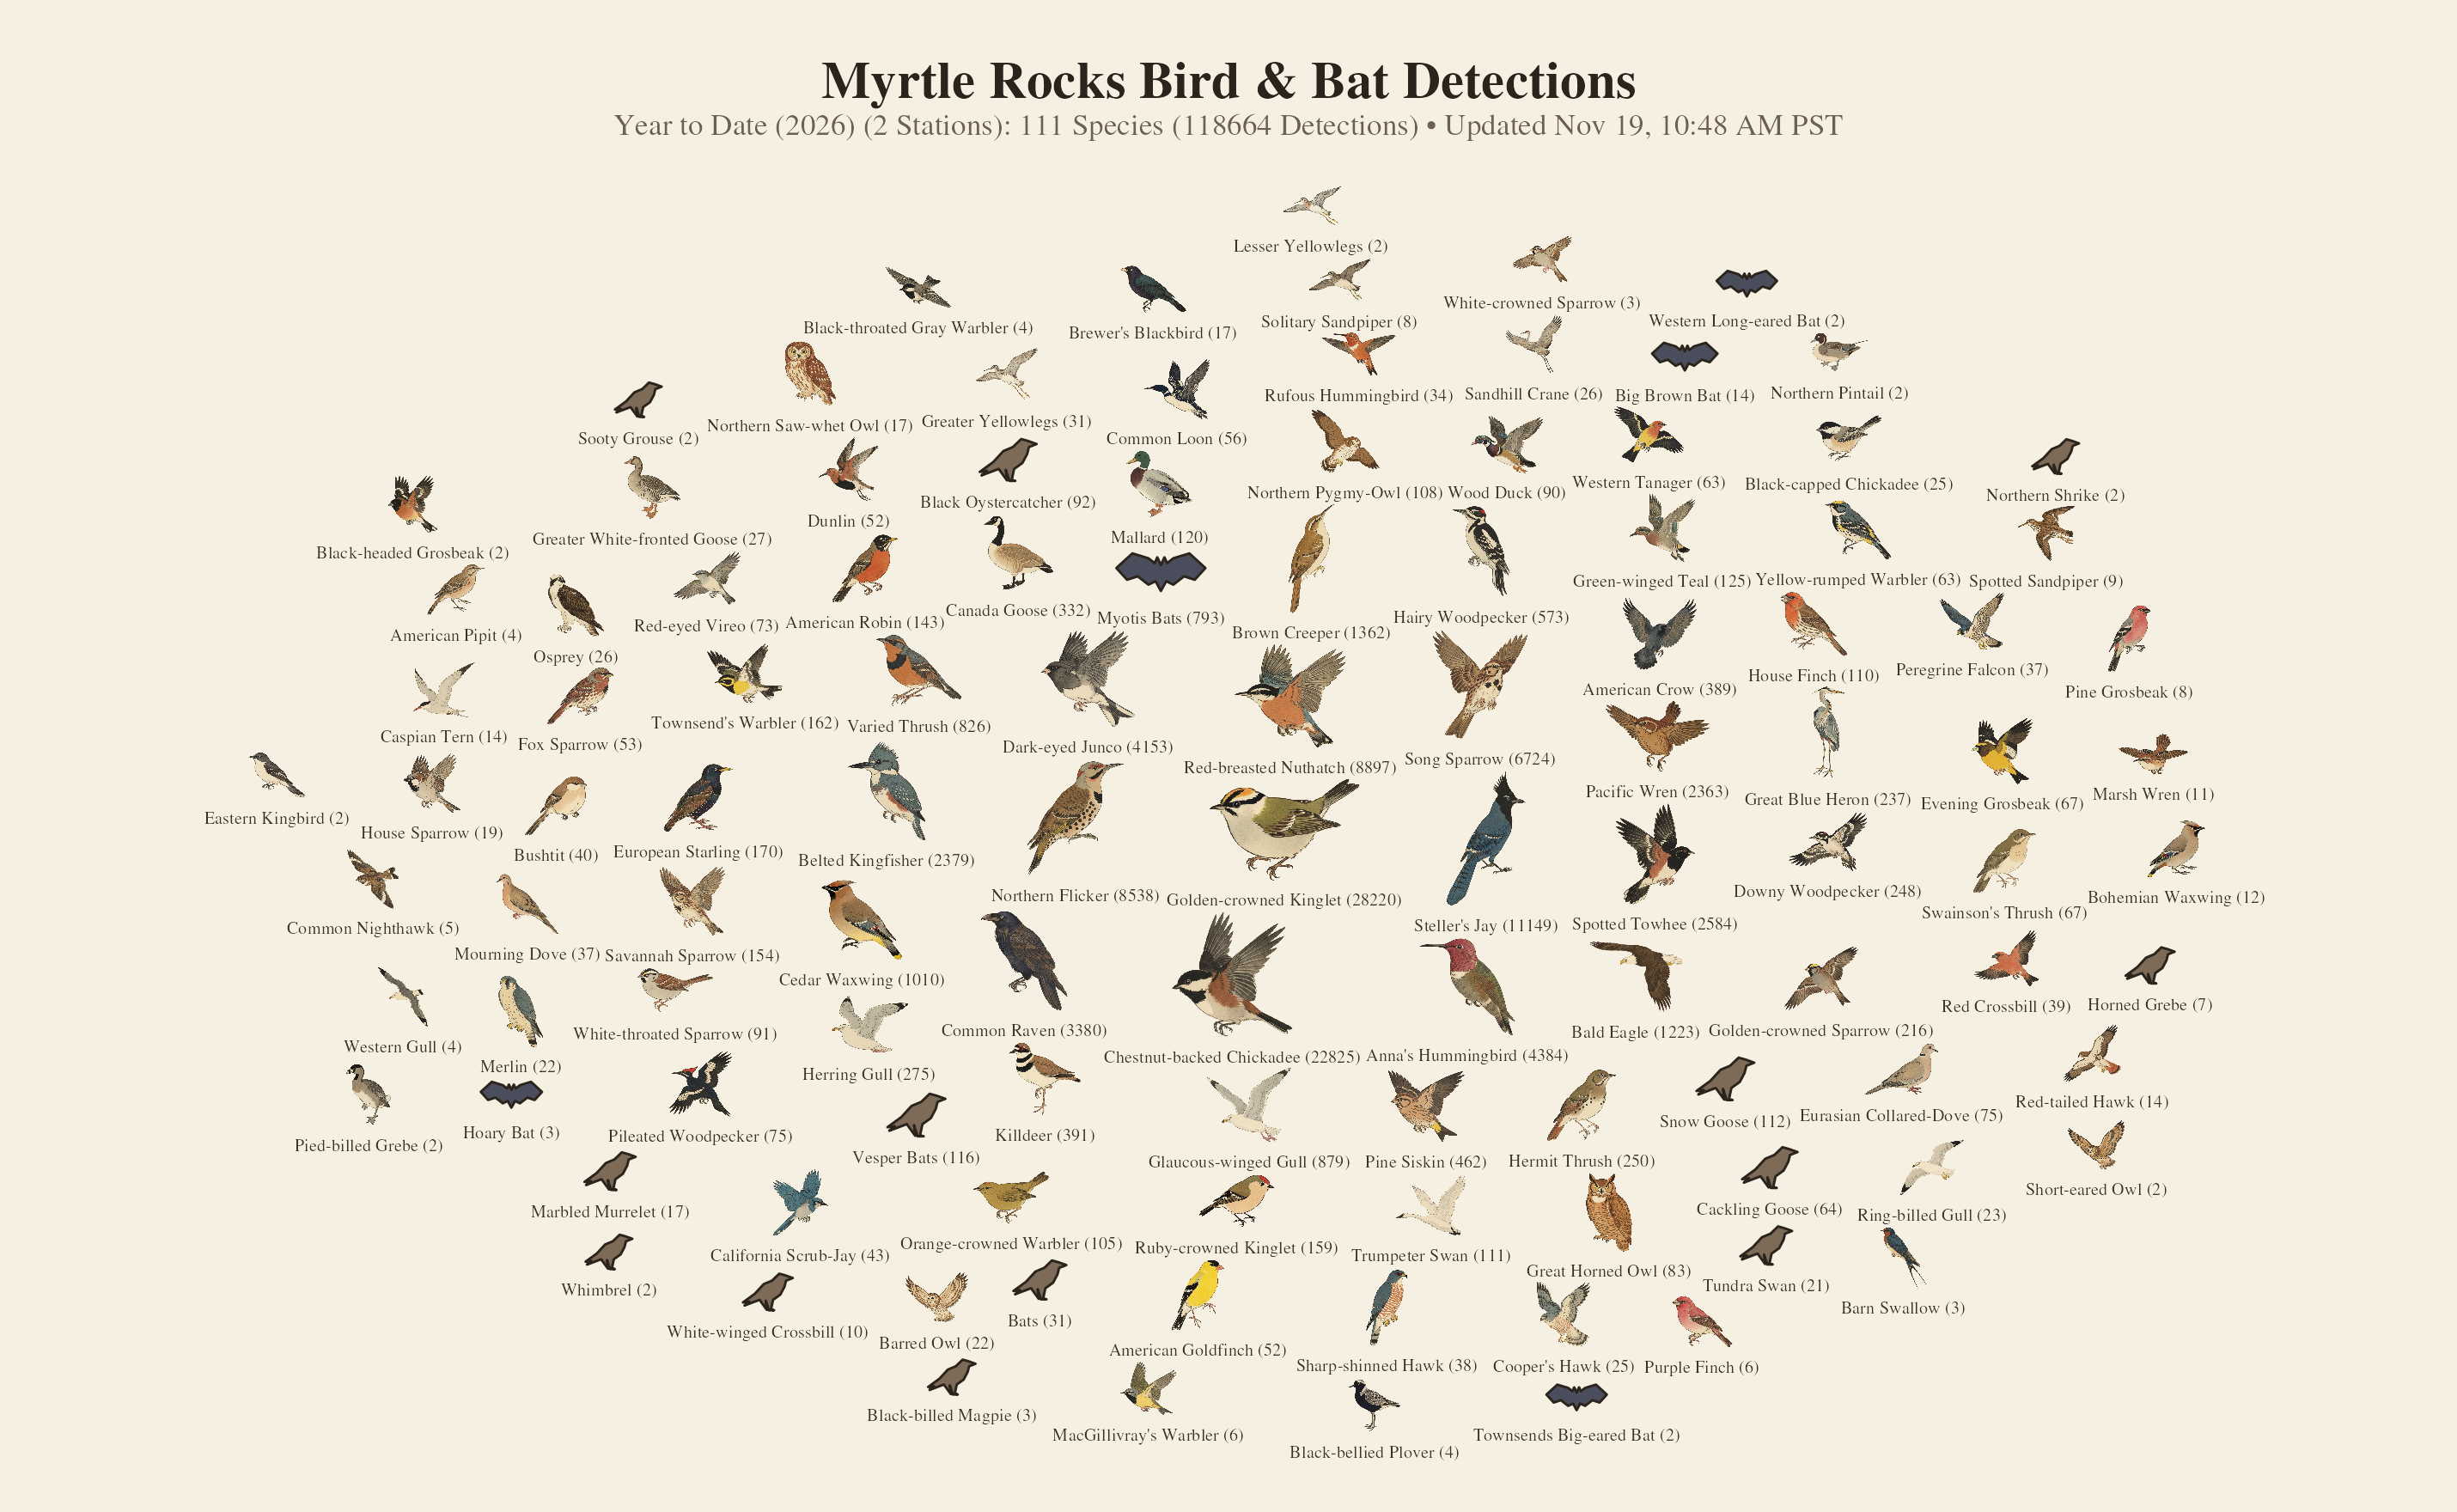 Myrtle Rocks Bird & Bat Detections
Year to Date (2026) (2 Stations): 111 Species (118664 Detections) • Updated Nov 19, 10:48 AM PST
Lesser Yellowlegs (2)
White-crowned Sparrow (3)
Black-throated Gray Warbler (4)
Brewer's Blackbird (17)
Solitary Sandpiper (8)
Western Long-eared Bat (2)
Northern Saw-whet Owl (17)
Greater Yellowlegs (31)
Rufous Hummingbird (34)
Sandhill Crane (26)
Big Brown Bat (14)
Northern Pintail (2)
Sooty Grouse (2)
Common Loon (56)
Black Oystercatcher (92)
Northern Pygmy-Owl (108)
Wood Duck (90)
Western Tanager (63)
Black-capped Chickadee (25)
Northern Shrike (2)
Black-headed Grosbeak (2)
Greater White-fronted Goose (27)
Dunlin (52)
Mallard (120)
Green-winged Teal (125)
Yellow-rumped Warbler (63)
Spotted Sandpiper (9)
American Pipit (4)
Osprey (26)
Red-eyed Vireo (73)
American Robin (143)
Canada Goose (332)
Myotis Bats (793)
Brown Creeper (1362)
Hairy Woodpecker (573)
American Crow (389)
House Finch (110)
Peregrine Falcon (37)
Pine Grosbeak (8)
Caspian Tern (14)
Fox Sparrow (53)
Townsend's Warbler (162)
Varied Thrush (826)
Dark-eyed Junco (4153)
Red-breasted Nuthatch (8897)
Song Sparrow (6724)
Pacific Wren (2363)
Great Blue Heron (237)
Evening Grosbeak (67)
Marsh Wren (11)
Eastern Kingbird (2)
House Sparrow (19)
Bushtit (40)
European Starling (170)
Belted Kingfisher (2379)
Northern Flicker (8538)
Golden-crowned Kinglet (28220)
Steller's Jay (11149)
Spotted Towhee (2584)
Downy Woodpecker (248)
Swainson's Thrush (67)
Bohemian Waxwing (12)
Common Nighthawk (5)
Mourning Dove (37)
Savannah Sparrow (154)
Cedar Waxwing (1010)
Common Raven (3380)
Chestnut-backed Chickadee (22825)
Anna's Hummingbird (4384)
Bald Eagle (1223)
Golden-crowned Sparrow (216)
Red Crossbill (39)
Horned Grebe (7)
Western Gull (4)
Merlin (22)
White-throated Sparrow (91)
Herring Gull (275)
Killdeer (391)
Glaucous-winged Gull (879)
Pine Siskin (462)
Hermit Thrush (250)
Snow Goose (112)
Eurasian Collared-Dove (75)
Red-tailed Hawk (14)
Pied-billed Grebe (2)
Hoary Bat (3)
Pileated Woodpecker (75)
Vesper Bats (116)
Short-eared Owl (2)
Marbled Murrelet (17)
California Scrub-Jay (43)
Orange-crowned Warbler (105)
Ruby-crowned Kinglet (159)
Trumpeter Swan (111)
Great Horned Owl (83)
Cackling Goose (64)
Ring-billed Gull (23)
Whimbrel (2)
White-winged Crossbill (10)
Barred Owl (22)
Bats (31)
American Goldfinch (52)
Sharp-shinned Hawk (38)
Cooper's Hawk (25)
Purple Finch (6)
Tundra Swan (21)
Barn Swallow (3)
Black-billed Magpie (3)
MacGillivray's Warbler (6)
Black-bellied Plover (4)
Townsends Big-eared Bat (2)